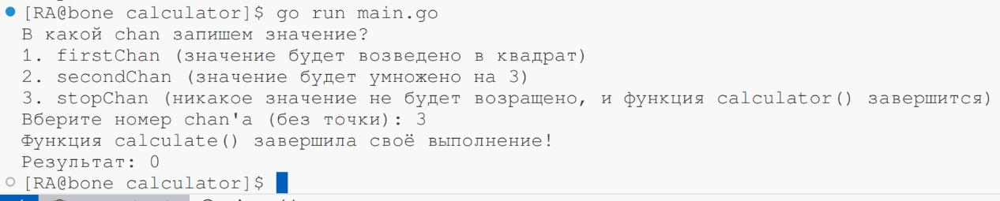 [RA@bone calculator]$ go run main.go
В какой chan запишем значение?
1. firstChan (значение будет возведено в квадрат)
2. secondChan (значение будет умножено на 3)
3. stopChan (никакое значение не будет возращено, и функция calculator() завершится)
Вберите номер chan'а (без точки): 3
Функция calculate() завершила своё выполнение!
Результат: 0
[RA@bone calculator]$